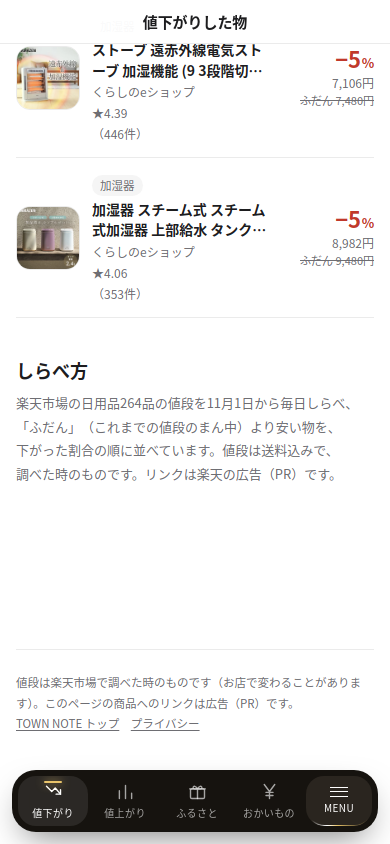 値下がりした物
ストーブ 遠赤外線電気スト
ーブ 加湿機能 (9 3段階切…
くらしのeショップ
★4.39
（446件）
−5%
7,106円
ふだん 7,480円
遠赤外線
加湿機能
加湿器
加湿器 スチーム式 スチーム
式加湿器 上部給水 タンク…
くらしのeショップ
★4.06
（353件）
−5%
8,982円
ふだん 9,480円
しらべ方
楽天市場の日用品264品の値段を11月1日から毎日しらべ、
「ふだん」（これまでの値段のまん中）より安い物を、
下がった割合の順に並べています。値段は送料込みで、
調べた時のものです。リンクは楽天の広告（PR）です。
値段は楽天市場で調べた時のものです（お店で変わることがありま
す）。このページの商品へのリンクは広告（PR）です。
TOWN NOTE トップ プライバシー
値下がり
値上がり
ふるさと
おかいもの
MENU